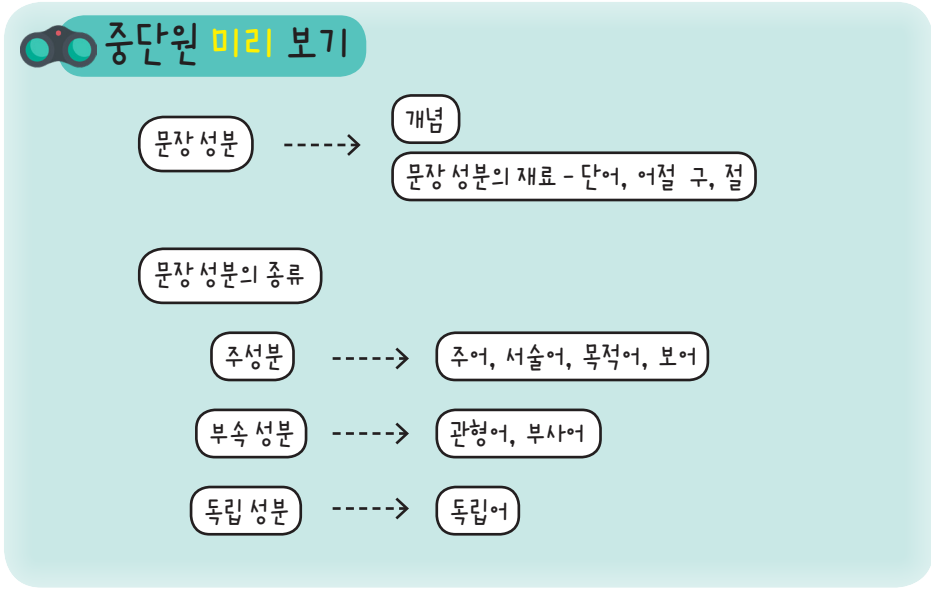 중단원 미리 보기
개념
문장 성분
문장 성분의 재료 - 단어, 어절 구, 절
문장 성분의 종류
주성분
주어, 서술어, 목적어, 보어
부속 성분
관형어, 부사어
독립 성분
독립어